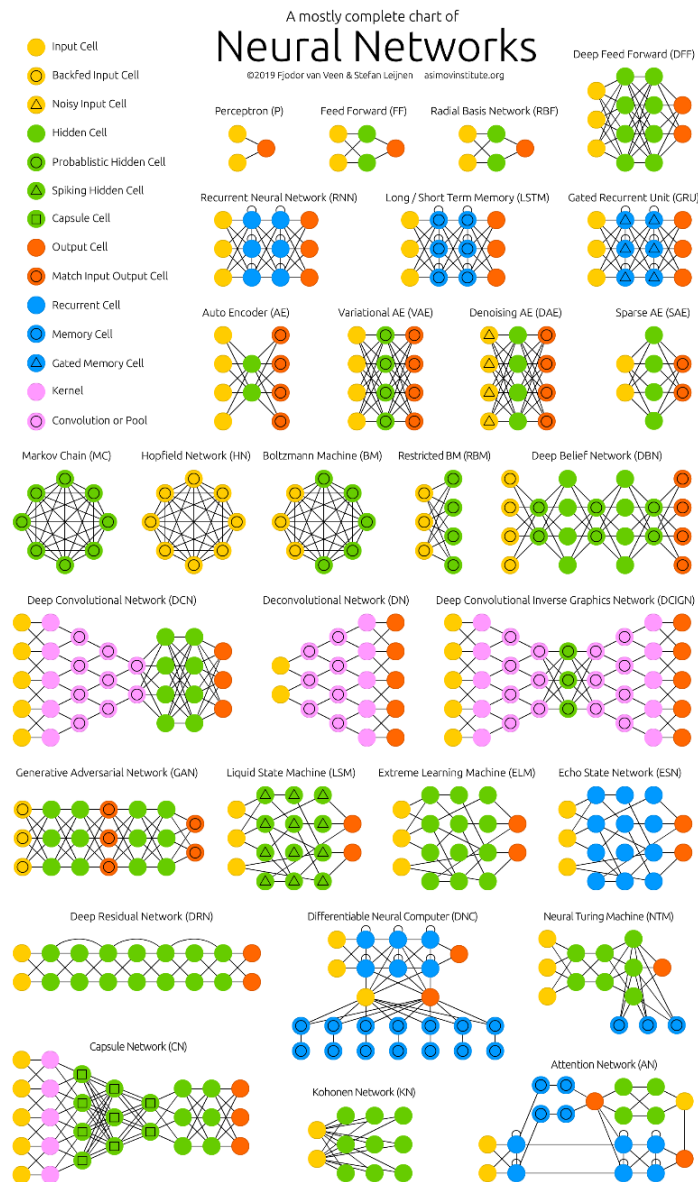 A mostly complete chart of
Neural Networks
©2019 Fjodor van Veen & Stefan Leijnen    asimovinstitute.org
Input Cell
Backfed Input Cell
Noisy Input Cell
Hidden Cell
Probablistic Hidden Cell
Spiking Hidden Cell
Capsule Cell
Output Cell
Match Input Output Cell
Recurrent Cell
Memory Cell
Gated Memory Cell
Kernel
Convolution or Pool
Deep Feed Forward (DFF)
Perceptron (P)
Feed Forward (FF)
Radial Basis Network (RBF)
Recurrent Neural Network (RNN)
Long / Short Term Memory (LSTM)
Gated Recurrent Unit (GRU)
Auto Encoder (AE)
Variational AE (VAE)
Denoising AE (DAE)
Sparse AE (SAE)
Markov Chain (MC)
Hopfield Network (HN)
Boltzmann Machine (BM)
Restricted BM (RBM)
Deep Belief Network (DBN)
Deep Convolutional Network (DCN)
Deconvolutional Network (DN)
Deep Convolutional Inverse Graphics Network (DCIGN)
Generative Adversarial Network (GAN)
Liquid State Machine (LSM)
Extreme Learning Machine (ELM)
Echo State Network (ESN)
Deep Residual Network (DRN)
Differentiable Neural Computer (DNC)
Neural Turing Machine (NTM)
Capsule Network (CN)
Kohonen Network (KN)
Attention Network (AN)